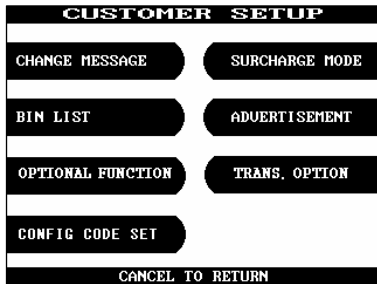 CUSTOMER SETUP
CHANGE MESSAGE
SURCHARGE MODE
BIN LIST
ADVERTISEMENT
OPTIONAL FUNCTION
TRANS. OPTION
CONFIG CODE SET
CANCEL TO RETURN